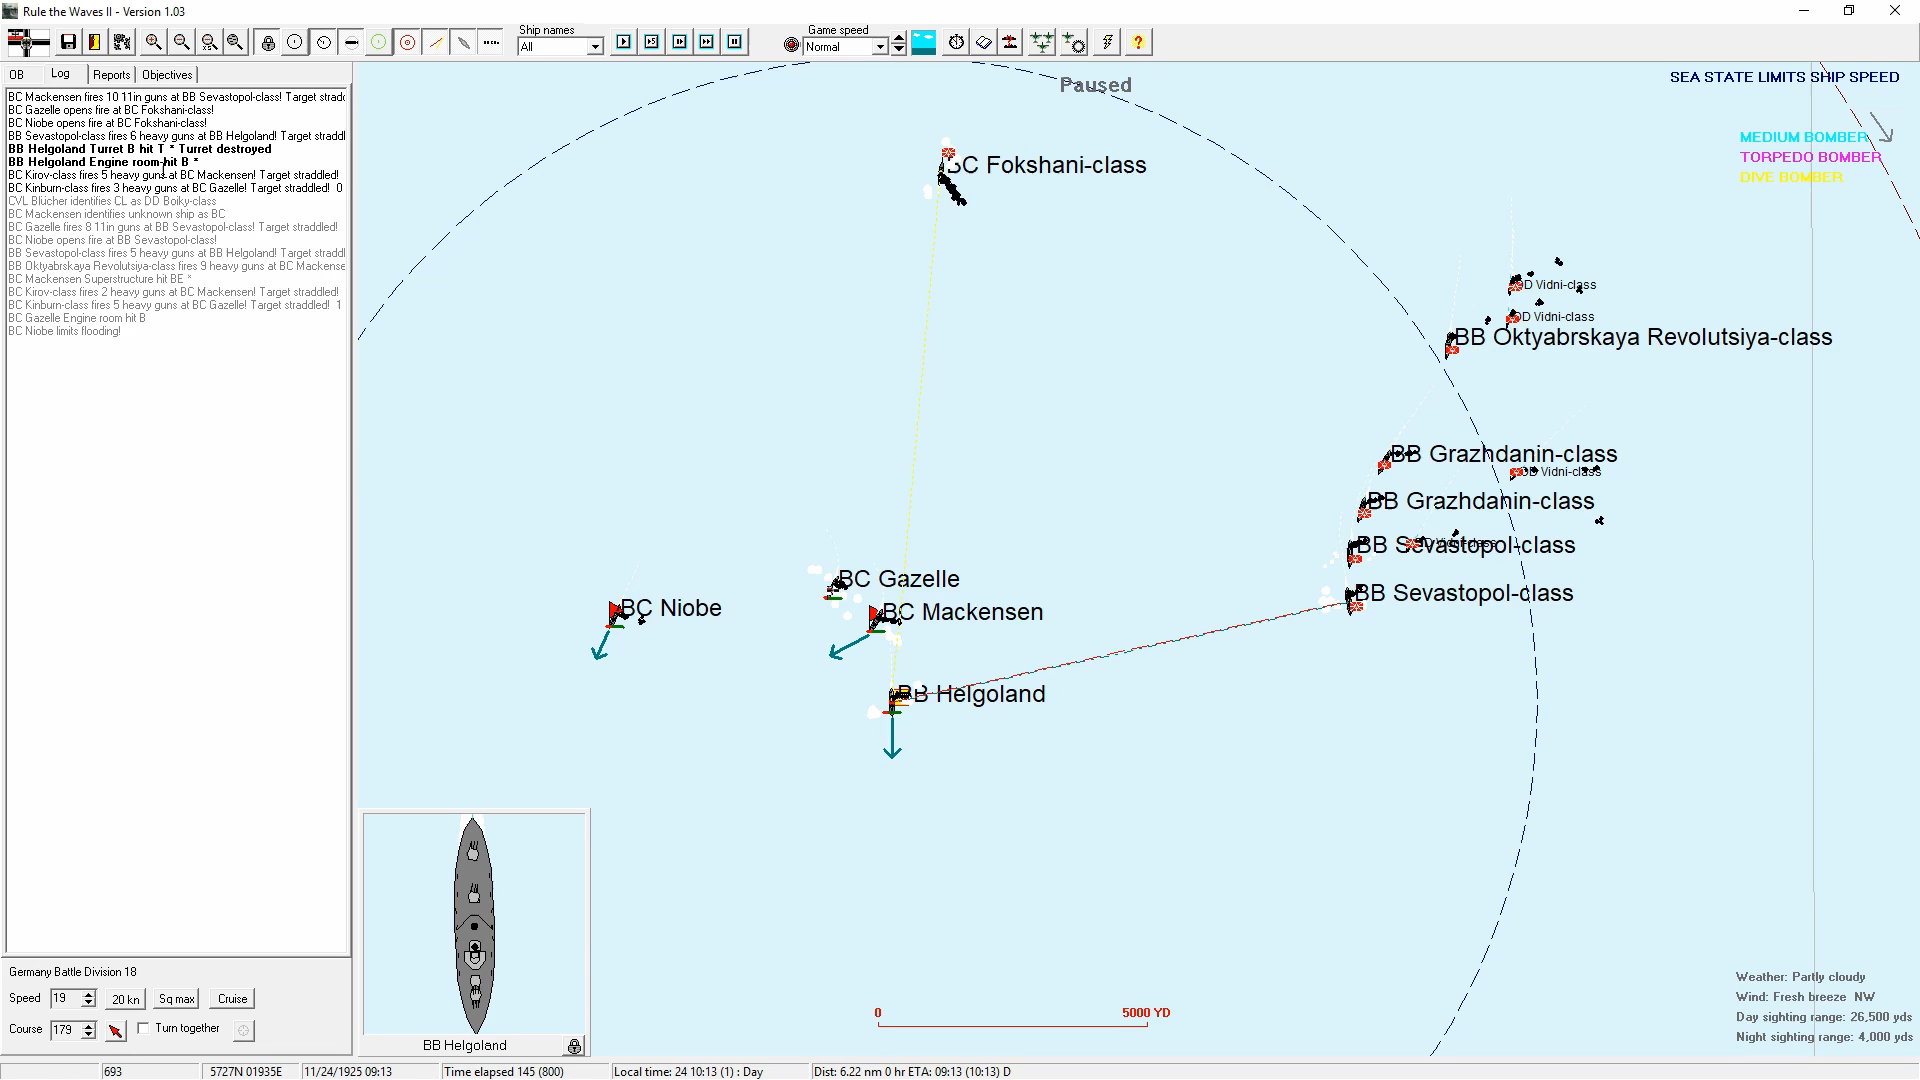 Rule the Waves II - Version 1.03
Ship names
All
Game speed
Normal
OB
Log
Reports
Objectives
BC Mackensen fires 10 11in guns at BB Sevastopol-class! Target stradd
BC Gazelle opens fire at BC Fokshani-class!
BC Niobe opens fire at BC Fokshani-class!
BB Sevastopol-class fires 6 heavy guns at BB Helgoland! Target straddl
BB Helgoland Turret B hit T * Turret destroyed
BB Helgoland Engine room hit B *
BC Kirov-class fires 5 heavy guns at BC Mackensen! Target straddled!
BC Kinburn-class fires 3 heavy guns at BC Gazelle! Target straddled! 0
CVL Blücher identifies CL as DD Boiky-class
BC Mackensen identifies unknown ship as BC
BC Gazelle fires 8 11in guns at BB Sevastopol-class! Target straddled!
BC Niobe opens fire at BB Sevastopol-class!
BB Sevastopol-class fires 5 heavy guns at BB Helgoland! Target straddl
BB Oktyabrskaya Revolutsiya-class fires 9 heavy guns at BC Mackense
BC Mackensen Superstructure hit BE *
BC Kirov-class fires 2 heavy guns at BC Mackensen! Target straddled!
BC Kinburn-class fires 5 heavy guns at BC Gazelle! Target straddled! 1
BC Gazelle Engine room hit B
BC Niobe limits flooding!
Paused
SEA STATE LIMITS SHIP SPEED
MEDIUM BOMBER
TORPEDO BOMBER
DIVE BOMBER
BC Fokshani-class
DD Vidni-class
DD Vidni-class
BB Oktyabrskaya Revolutsiya-class
BB Grazhdanin-class
DD Vidni-class
BB Grazhdanin-class
BB Sevastopol-class
BB Sevastopol-class
BC Gazelle
BC Niobe
BC Mackensen
BB Helgoland
BB Helgoland
0
5000 YD
Weather: Partly cloudy
Wind: Fresh breeze NW
Day sighting range: 26,500 yds
Night sighting range: 4,000 yds
Germany Battle Division 18
Speed
19
20 kn
Sq max
Cruise
Course
179
Turn together
693
5727N 01935E
11/24/1925 09:13
Time elapsed 145 (800)
Local time: 24 10:13 (1) : Day
Dist: 6.22 nm 0 hr ETA: 09:13 (10:13) D